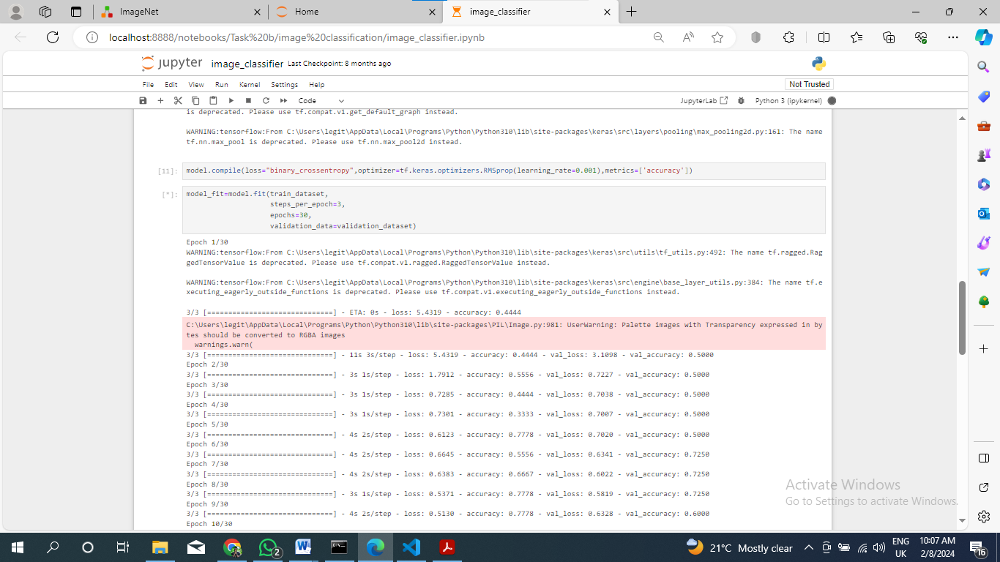 ImageNet
Home
image_classifier
localhost:8888/notebooks/Task%20b/image%20classification/image_classifier.ipynb
jupyter image_classifier Last Checkpoint: 8 months ago
File Edit View Run Kernel Settings Help
Not Trusted
Code
JupyterLab
Python 3 (ipykernel)
is deprecated. Please use tf.compat.v1.get_default_graph instead.
WARNING:tensorflow:From C:\Users\legit\AppData\Local\Programs\Python\Python310\lib\site-packages\keras\src\layers\pooling\max_pooling2d.py:161: The name
tf.nn.max_pool is deprecated. Please use tf.nn.max_pool2d instead.
[11]: model.compile(loss="binary_crossentropy",optimizer=tf.keras.optimizers.RMSprop(learning_rate=0.001),metrics=['accuracy'])
[*]: model_fit=model.fit(train_dataset,
steps_per_epoch=3,
epochs=30,
validation_data=validation_dataset)
Epoch 1/30
WARNING:tensorflow:From C:\Users\legit\AppData\Local\Programs\Python\Python310\lib\site-packages\keras\src\utils\tf_utils.py:492: The name tf.ragged.Rag
gedTensorValue is deprecated. Please use tf.compat.v1.ragged.RaggedTensorValue instead.
WARNING:tensorflow:From C:\Users\legit\AppData\Local\Programs\Python\Python310\lib\site-packages\keras\src\engine\base_layer_utils.py:384: The name tf.e
xecuting_eagerly_outside_functions is deprecated. Please use tf.compat.v1.executing_eagerly_outside_functions instead.
3/3 [==============================] - ETA: 0s - loss: 5.4319 - accuracy: 0.4444
C:\Users\legit\AppData\Local\Programs\Python\Python310\lib\site-packages\PIL\Image.py:981: UserWarning: Palette images with Transparency expressed in by
tes should be converted to RGBA images
warnings.warn(
3/3 [==============================] - 11s 3s/step - loss: 5.4319 - accuracy: 0.4444 - val_loss: 3.1098 - val_accuracy: 0.5000
Epoch 2/30
3/3 [==============================] - 3s 1s/step - loss: 1.7912 - accuracy: 0.5556 - val_loss: 0.7227 - val_accuracy: 0.5000
Epoch 3/30
3/3 [==============================] - 3s 1s/step - loss: 0.7285 - accuracy: 0.4444 - val_loss: 0.7038 - val_accuracy: 0.5000
Epoch 4/30
3/3 [==============================] - 3s 1s/step - loss: 0.7301 - accuracy: 0.3333 - val_loss: 0.7007 - val_accuracy: 0.5000
Epoch 5/30
3/3 [==============================] - 4s 2s/step - loss: 0.6123 - accuracy: 0.7778 - val_loss: 0.7020 - val_accuracy: 0.5000
Epoch 6/30
3/3 [==============================] - 4s 2s/step - loss: 0.6645 - accuracy: 0.5556 - val_loss: 0.6341 - val_accuracy: 0.7250
Epoch 7/30
3/3 [==============================] - 4s 2s/step - loss: 0.6383 - accuracy: 0.6667 - val_loss: 0.6022 - val_accuracy: 0.7250
Epoch 8/30
3/3 [==============================] - 3s 1s/step - loss: 0.5371 - accuracy: 0.7778 - val_loss: 0.5819 - val_accuracy: 0.7250
Epoch 9/30
3/3 [==============================] - 4s 2s/step - loss: 0.5130 - accuracy: 0.7778 - val_loss: 0.6328 - val_accuracy: 0.6000
Epoch 10/30
Activate Windows
Go to Settings to activate Windows.
2
21°C Mostly clear
ENG
UK
10:07 AM
2/8/2024
16